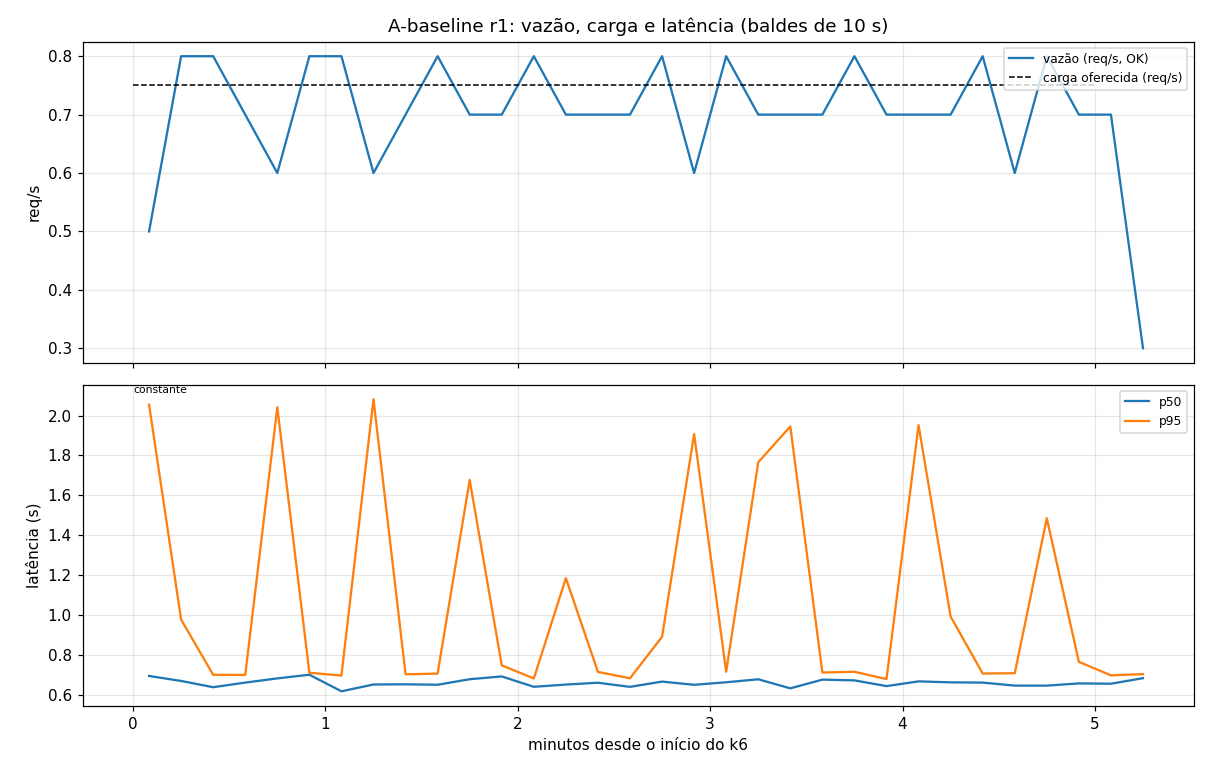 A-baseline r1: vazão, carga e latência (baldes de 10 s)
0.8
0.7
0.6
0.5
0.4
0.3
req/s
vazão (req/s, OK)
carga oferecida (req/s)
constante
2.0
1.8
1.6
1.4
1.2
1.0
0.8
0.6
latência (s)
p50
p95
0 1 2 3 4 5
minutos desde o início do k6